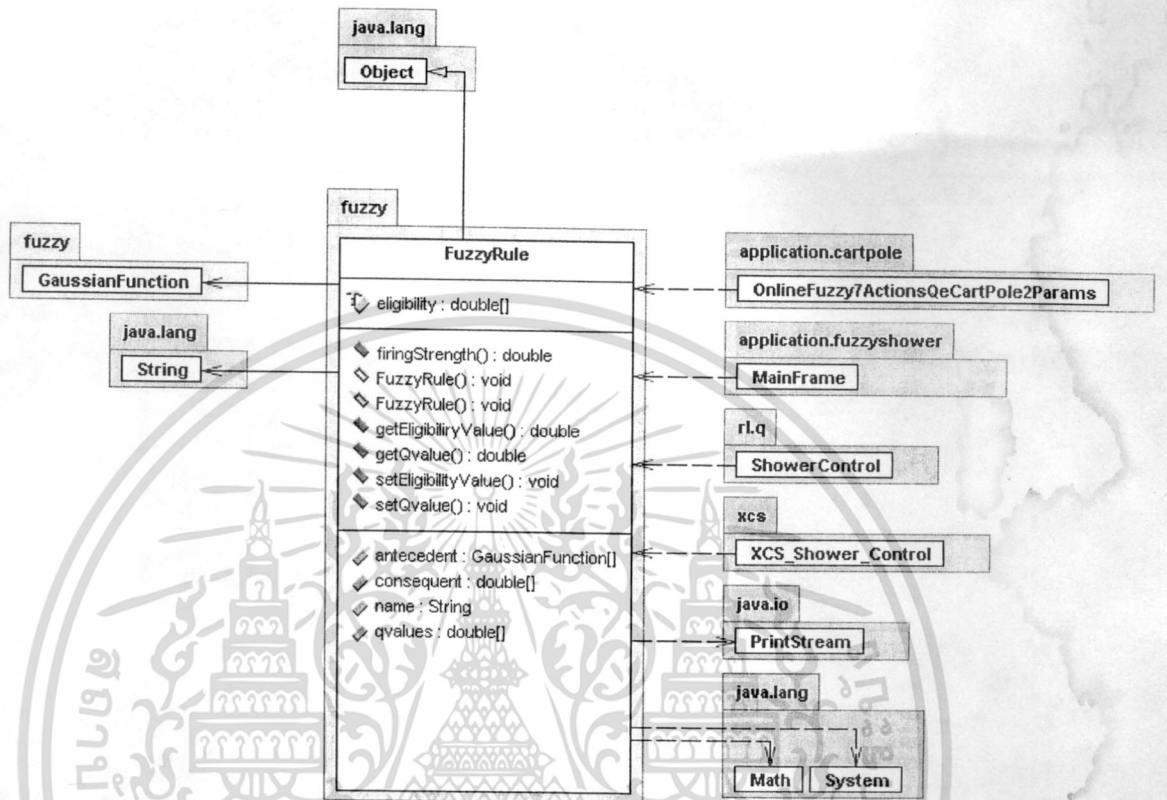 java.lang
Object
fuzzy
FuzzyRule
eligibility : double[]
firingStrength() : double
FuzzyRule() : void
FuzzyRule() : void
getEligibiliryValue() : double
getQvalue() : double
setEligibilityValue() : void
setQvalue() : void
antecedent : GaussianFunction[]
consequent : double[]
name : String
qvalues : double[]
fuzzy
GaussianFunction
java.lang
String
application.cartpole
OnlineFuzzy7ActionsQeCartPole2Params
application.fuzzyshower
MainFrame
rl.q
ShowerControl
xcs
XCS_Shower_Control
java.io
PrintStream
java.lang
Math
System